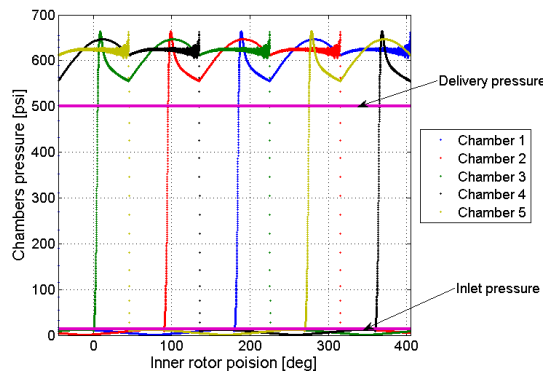 Chambers pressure [psi]
700
600
500
400
300
200
100
0
0
100
200
300
400
Inner rotor poision [deg]
Delivery pressure
Chamber 1
Chamber 2
Chamber 3
Chamber 4
Chamber 5
Inlet pressure